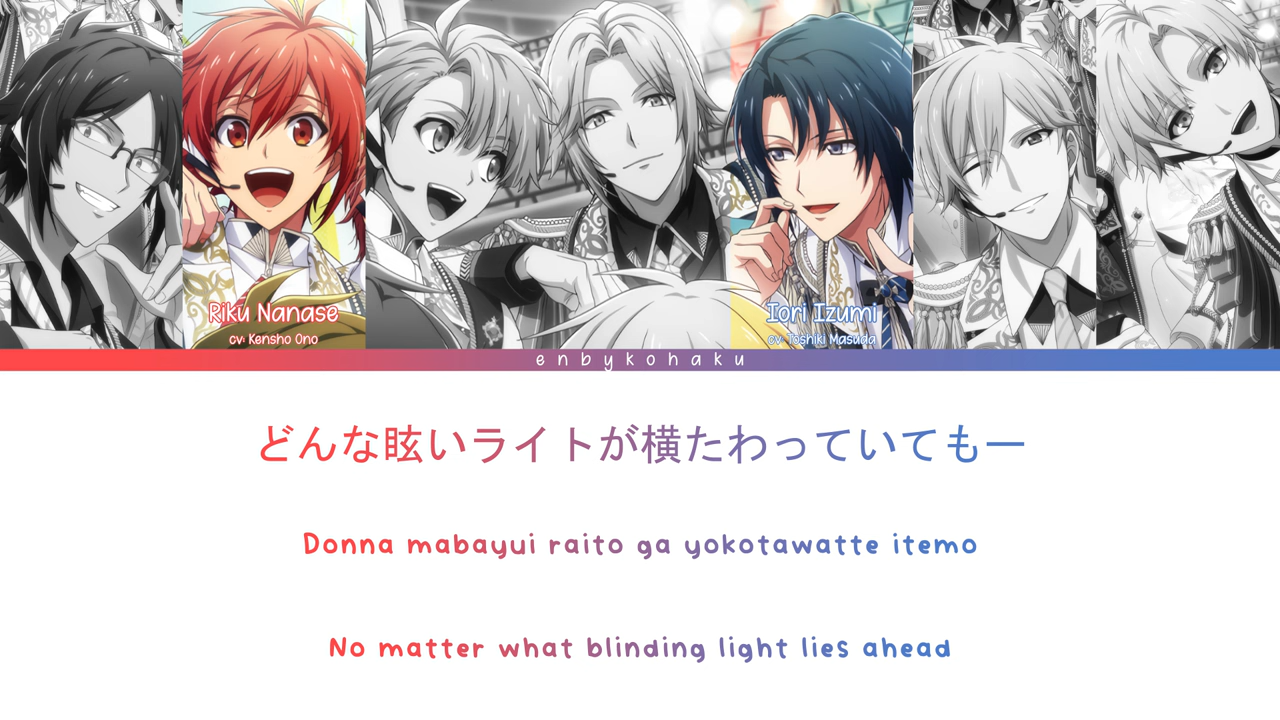 Riku Nanase
cv: Kensho Ono
Iori Izumi
cv: Toshiki Masuda
enbykohaku
どんな眩いライトが横たわっていても―
Donna mabayui raito ga yokotawatte itemo
No matter what blinding light lies ahead